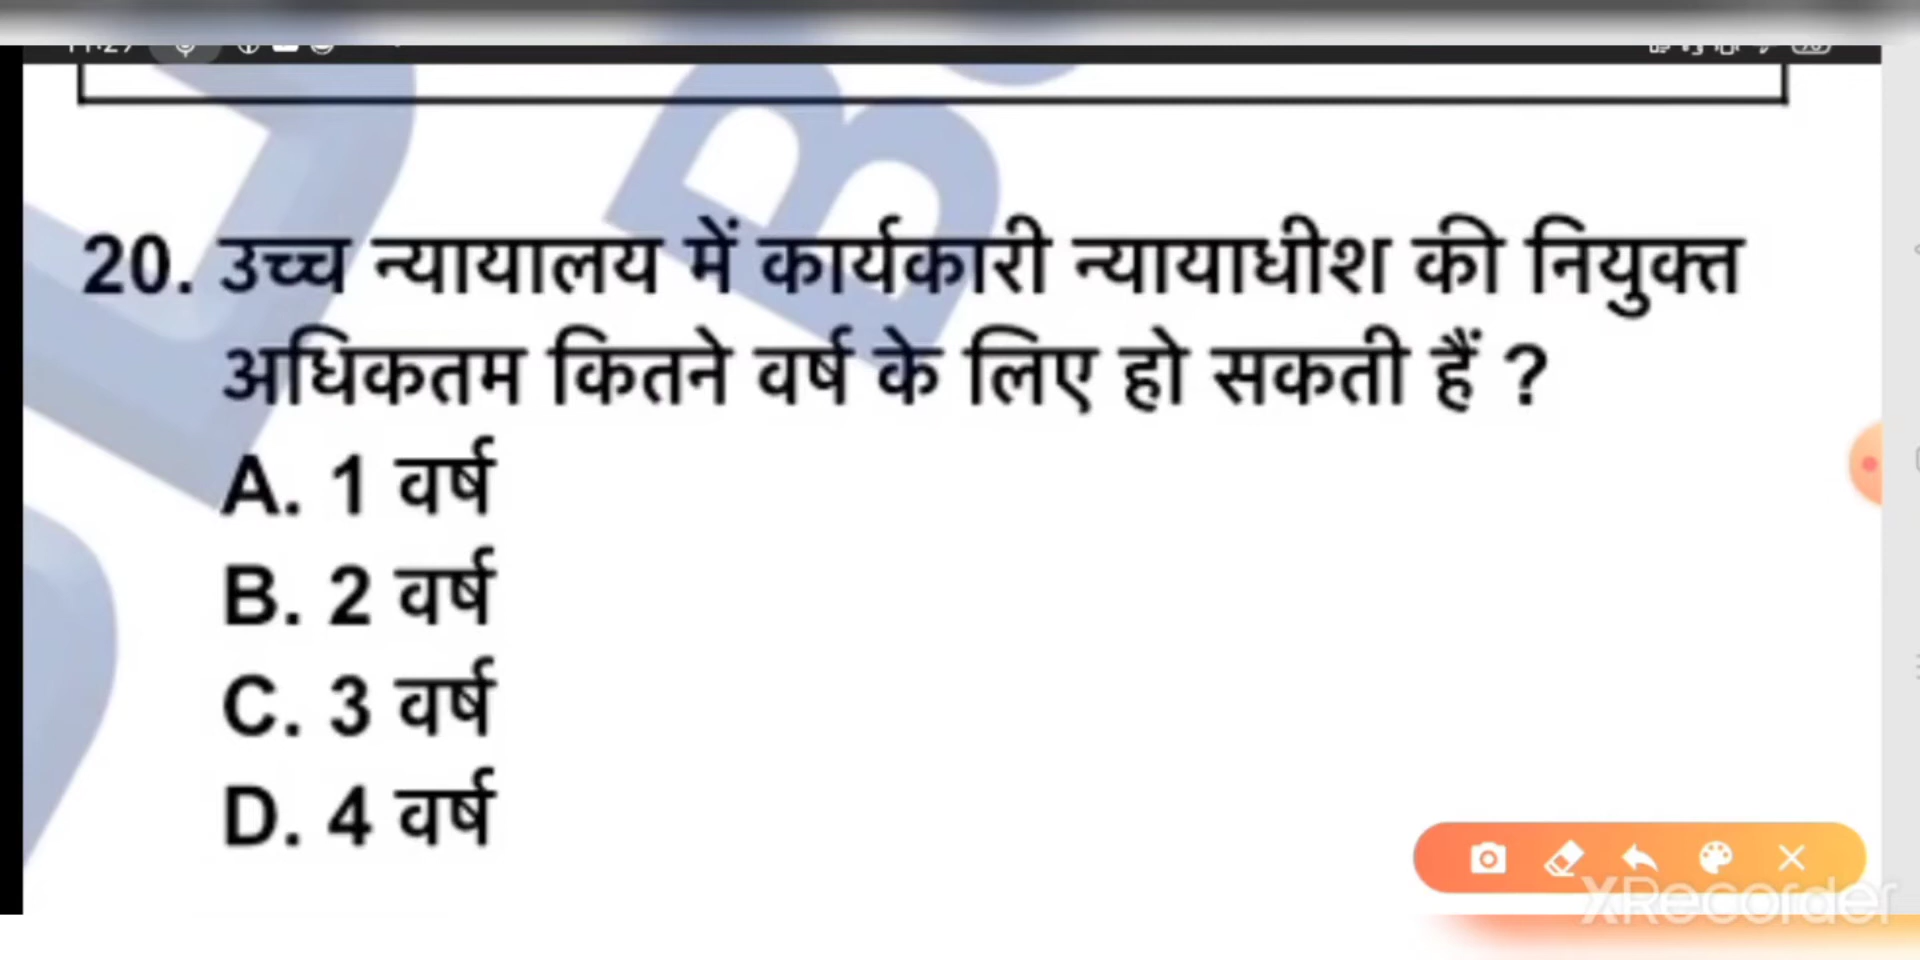 20. उच्च न्यायालय में कार्यकारी न्यायाधीश की नियुक्त
अधिकतम कितने वर्ष के लिए हो सकती हैं ?
A. 1 वर्ष
B. 2 वर्ष
C. 3 वर्ष
D. 4 वर्ष
XRecorder